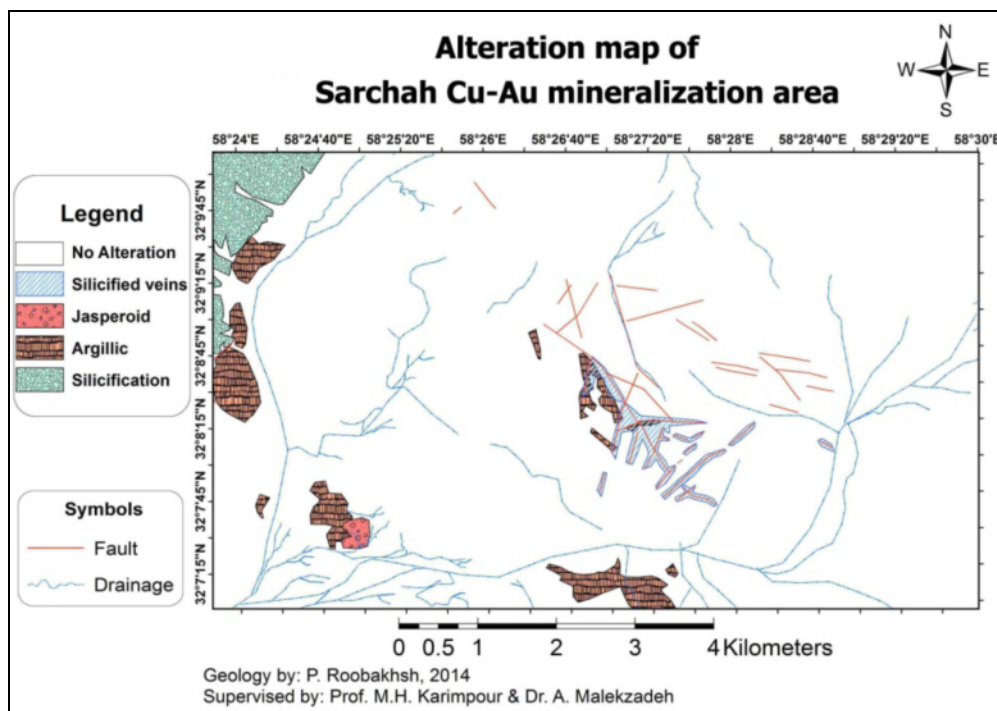 Alteration map of
Sarchah Cu-Au mineralization area
N
W E
S
58°24'E 58°24'40"E 58°25'20"E 58°26'E 58°26'40"E 58°27'20"E 58°28'E 58°28'40"E 58°29'20"E 58°30'E
32°9'45"N
32°9'15"N
32°8'45"N
32°8'15"N
32°7'45"N
32°7'15"N
Legend
No Alteration
Silicified veins
Jasperoid
Argillic
Silicification
Symbols
Fault
Drainage
0 0.5 1 2 3 4 Kilometers
Geology by: P. Roobakhsh, 2014
Supervised by: Prof. M.H. Karimpour & Dr. A. Malekzadeh